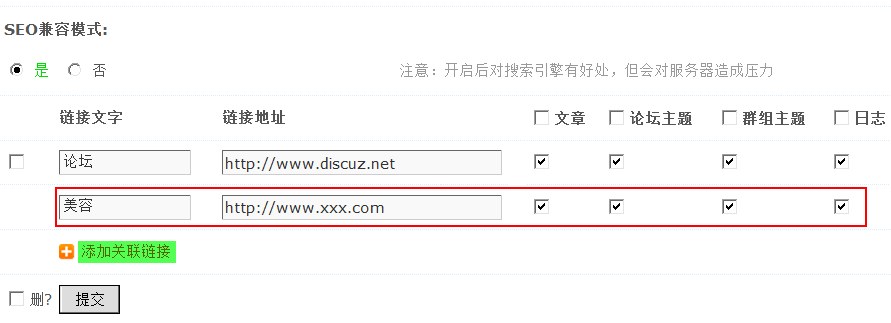 SEO兼容模式:
是 否 注意：开启后对搜索引擎有好处，但会对服务器造成压力
链接文字 链接地址 文章 论坛主题 群组主题 日志
论坛 http://www.discuz.net
美容 http://www.xxx.com
添加关联链接
删? 提交